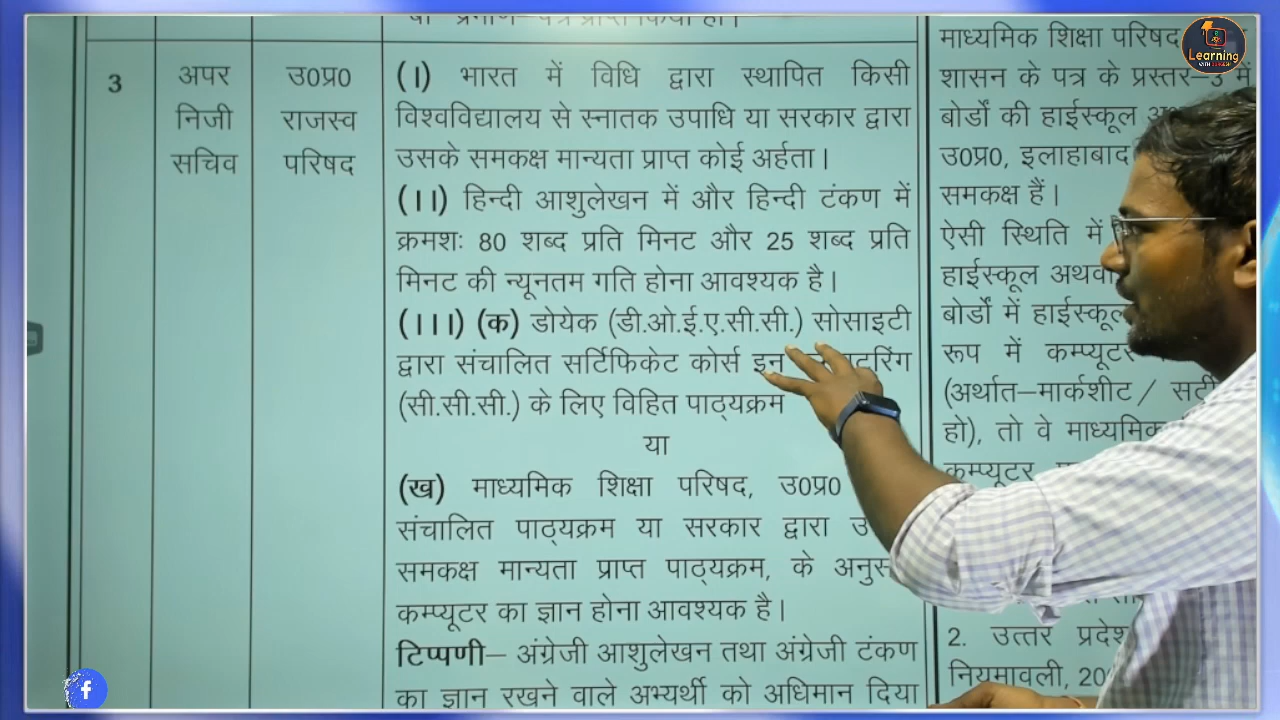 3
अपर
निजी
सचिव
उ0प्र0
राजस्व
परिषद
(I) भारत में विधि द्वारा स्थापित किसी
विश्वविद्यालय से स्नातक उपाधि या सरकार द्वारा
उसके समकक्ष मान्यता प्राप्त कोई अर्हता।
(II) हिन्दी आशुलेखन में और हिन्दी टंकण में
क्रमशः 80 शब्द प्रति मिनट और 25 शब्द प्रति
मिनट की न्यूनतम गति होना आवश्यक है।
(III) (क) डोयेक (डी.ओ.ई.ए.सी.सी.) सोसाइटी
द्वारा संचालित सर्टिफिकेट कोर्स इन
(सी.सी.सी.) के लिए विहित पाठ्यक्रम
या
(ख) माध्यमिक शिक्षा परिषद, उ0प्र0
संचालित पाठ्यक्रम या सरकार द्वारा
समकक्ष मान्यता प्राप्त पाठ्यक्रम, के
कम्प्यूटर का ज्ञान होना आवश्यक है।
टिप्पणी– अंग्रेजी आशुलेखन तथा अंग्रेजी टंकण
का ज्ञान रखने वाले अभ्यर्थी को अधिमान दिया
माध्यमिक शिक्षा परिषद
शासन के पत्र के प्रस्तर–3 में
बोर्डों की हाईस्कूल
उ0प्र0, इलाहाबाद
समकक्ष हैं।
ऐसी स्थिति में
हाईस्कूल अथवा
बोर्डों में हाईस्कूल
रूप में कम्प्यूटर
(अर्थात–मार्कशीट /
हो), तो वे माध्यमिक
कम्प्यूटर
2. उत्तर प्रदेश
नियमावली,
Learning
f